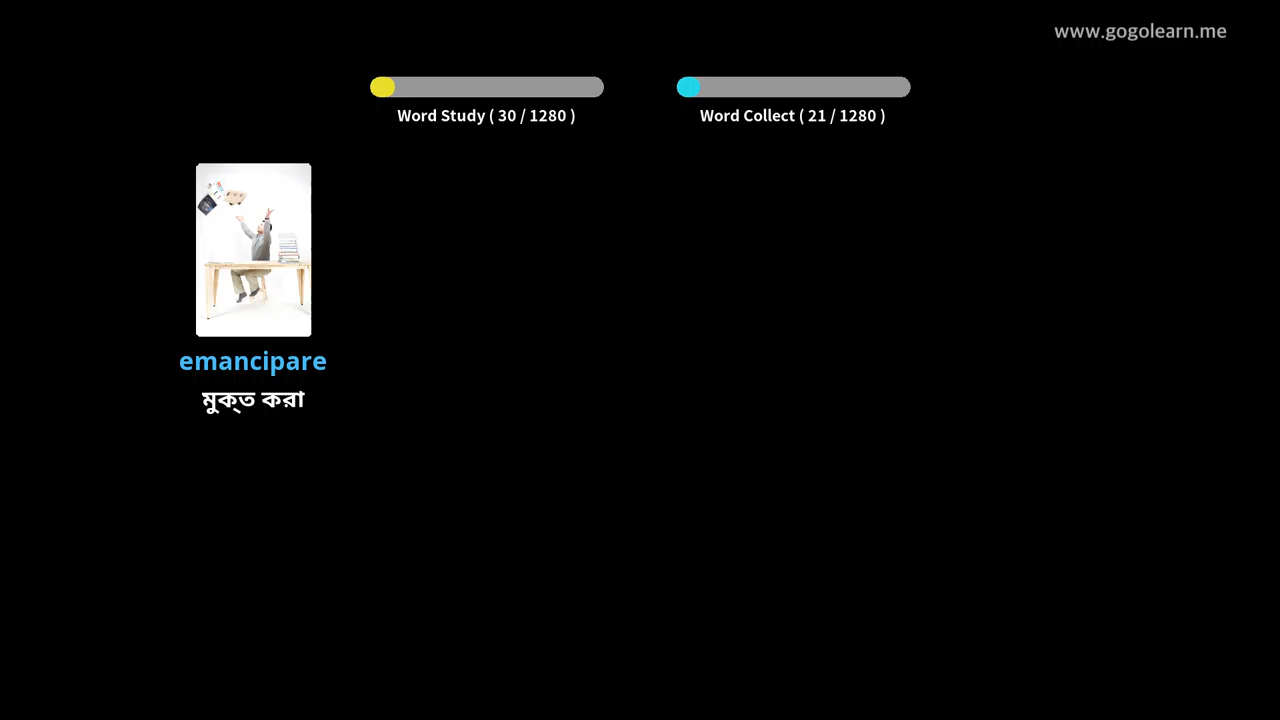 www.gogolearn.me
Word Study ( 30 / 1280 )
Word Collect ( 21 / 1280 )
emancipare
মুক্ত করা